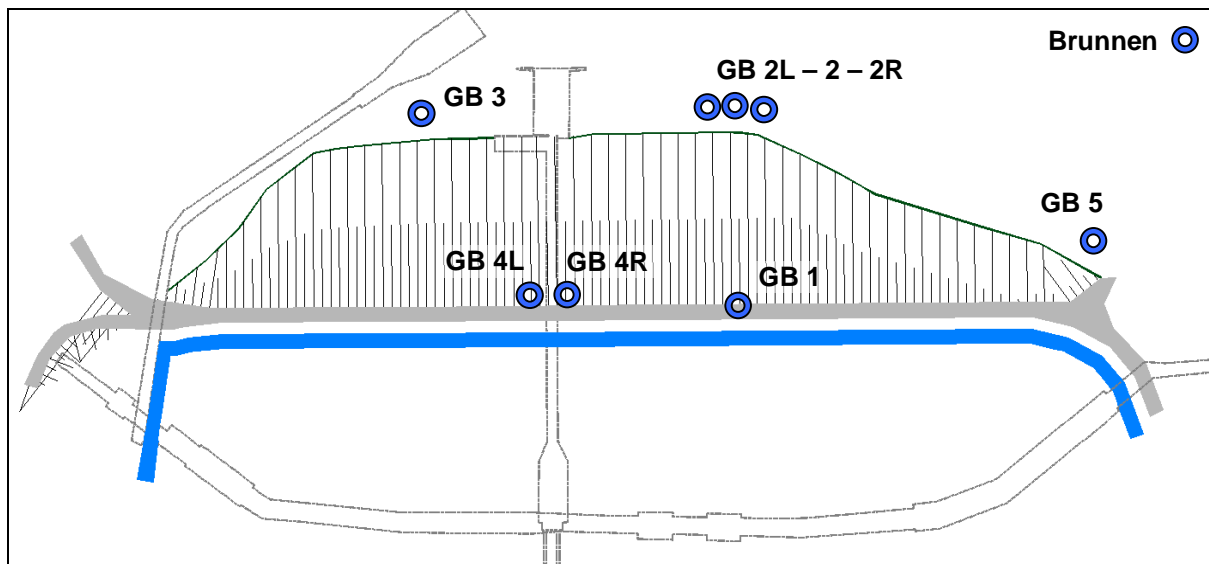 Brunnen
GB 2L – 2 – 2R
GB 3
GB 5
GB 4L
GB 4R
GB 1